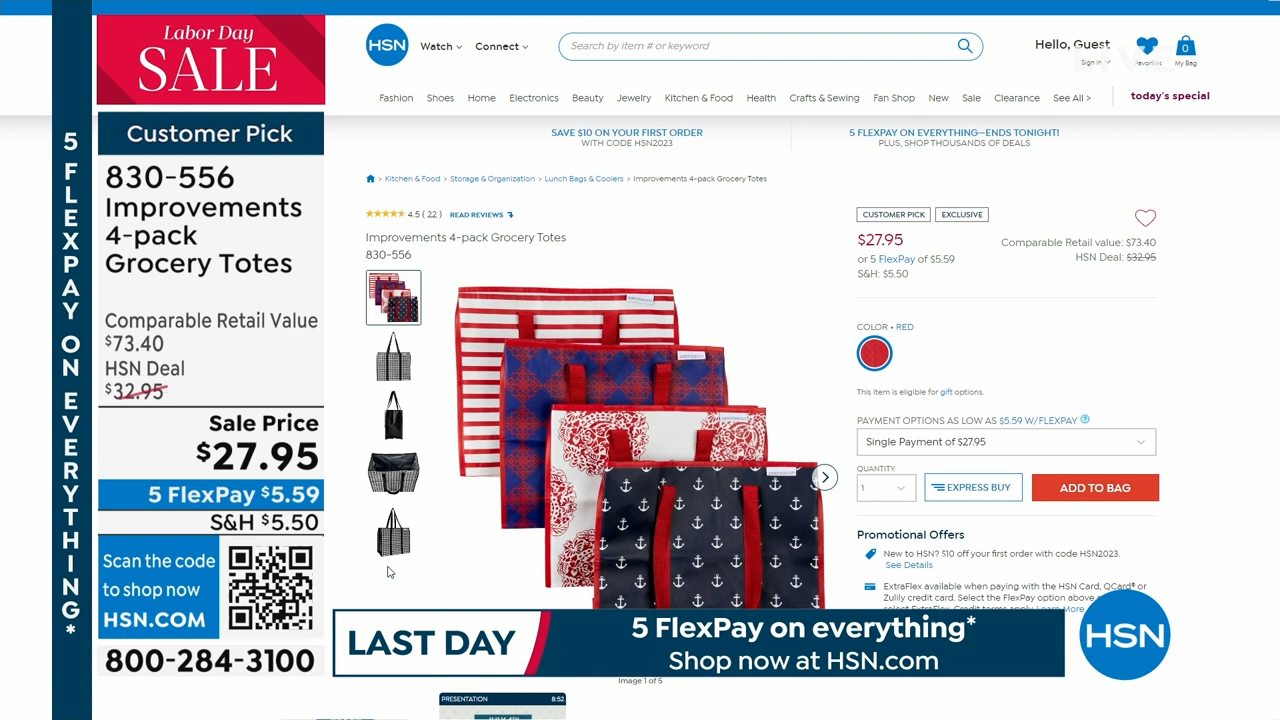 5 FLEXPAY ON EVERYTHING*
Labor Day
SALE
Customer Pick
830-556
Improvements
4-pack
Grocery Totes
Comparable Retail Value
$73.40
HSN Deal
$32.95
Sale Price
$27.95
5 FlexPay $5.59
S&H $5.50
Scan the code
to shop now
HSN.COM
800-284-3100
HSN
Watch
Connect
Search by item # or keyword
Hello, Guest
Sign In
Favorites
0
My Bag
Fashion Shoes Home Electronics Beauty Jewelry Kitchen & Food Health Crafts & Sewing Fan Shop New Sale Clearance See All > today's special
SAVE $10 ON YOUR FIRST ORDER
WITH CODE HSN2023
5 FLEXPAY ON EVERYTHING—ENDS TONIGHT!
PLUS, SHOP THOUSANDS OF DEALS
> Kitchen & Food > Storage & Organization > Lunch Bags & Coolers > Improvements 4-pack Grocery Totes
4.5 ( 22 ) READ REVIEWS
Improvements 4-pack Grocery Totes
830-556
CUSTOMER PICK EXCLUSIVE
$27.95
or 5 FlexPay of $5.59
S&H: $5.50
Comparable Retail value: $73.40
HSN Deal: $32.95
COLOR • RED
This item is eligible for gift options.
PAYMENT OPTIONS AS LOW AS $5.59 W/FLEXPAY
Single Payment of $27.95
QUANTITY
1
EXPRESS BUY
ADD TO BAG
Promotional Offers
New to HSN? $10 off your first order with code HSN2023.
See Details
ExtraFlex available when paying with the HSN Card, QCard® or
Zulily credit card. Select the FlexPay option above
select ExtraFlex. Credit terms apply. Learn More
LAST DAY
5 FlexPay on everything*
Shop now at HSN.com
HSN
Image 1 of 5
PRESENTATION 8:52
JULY 4TH